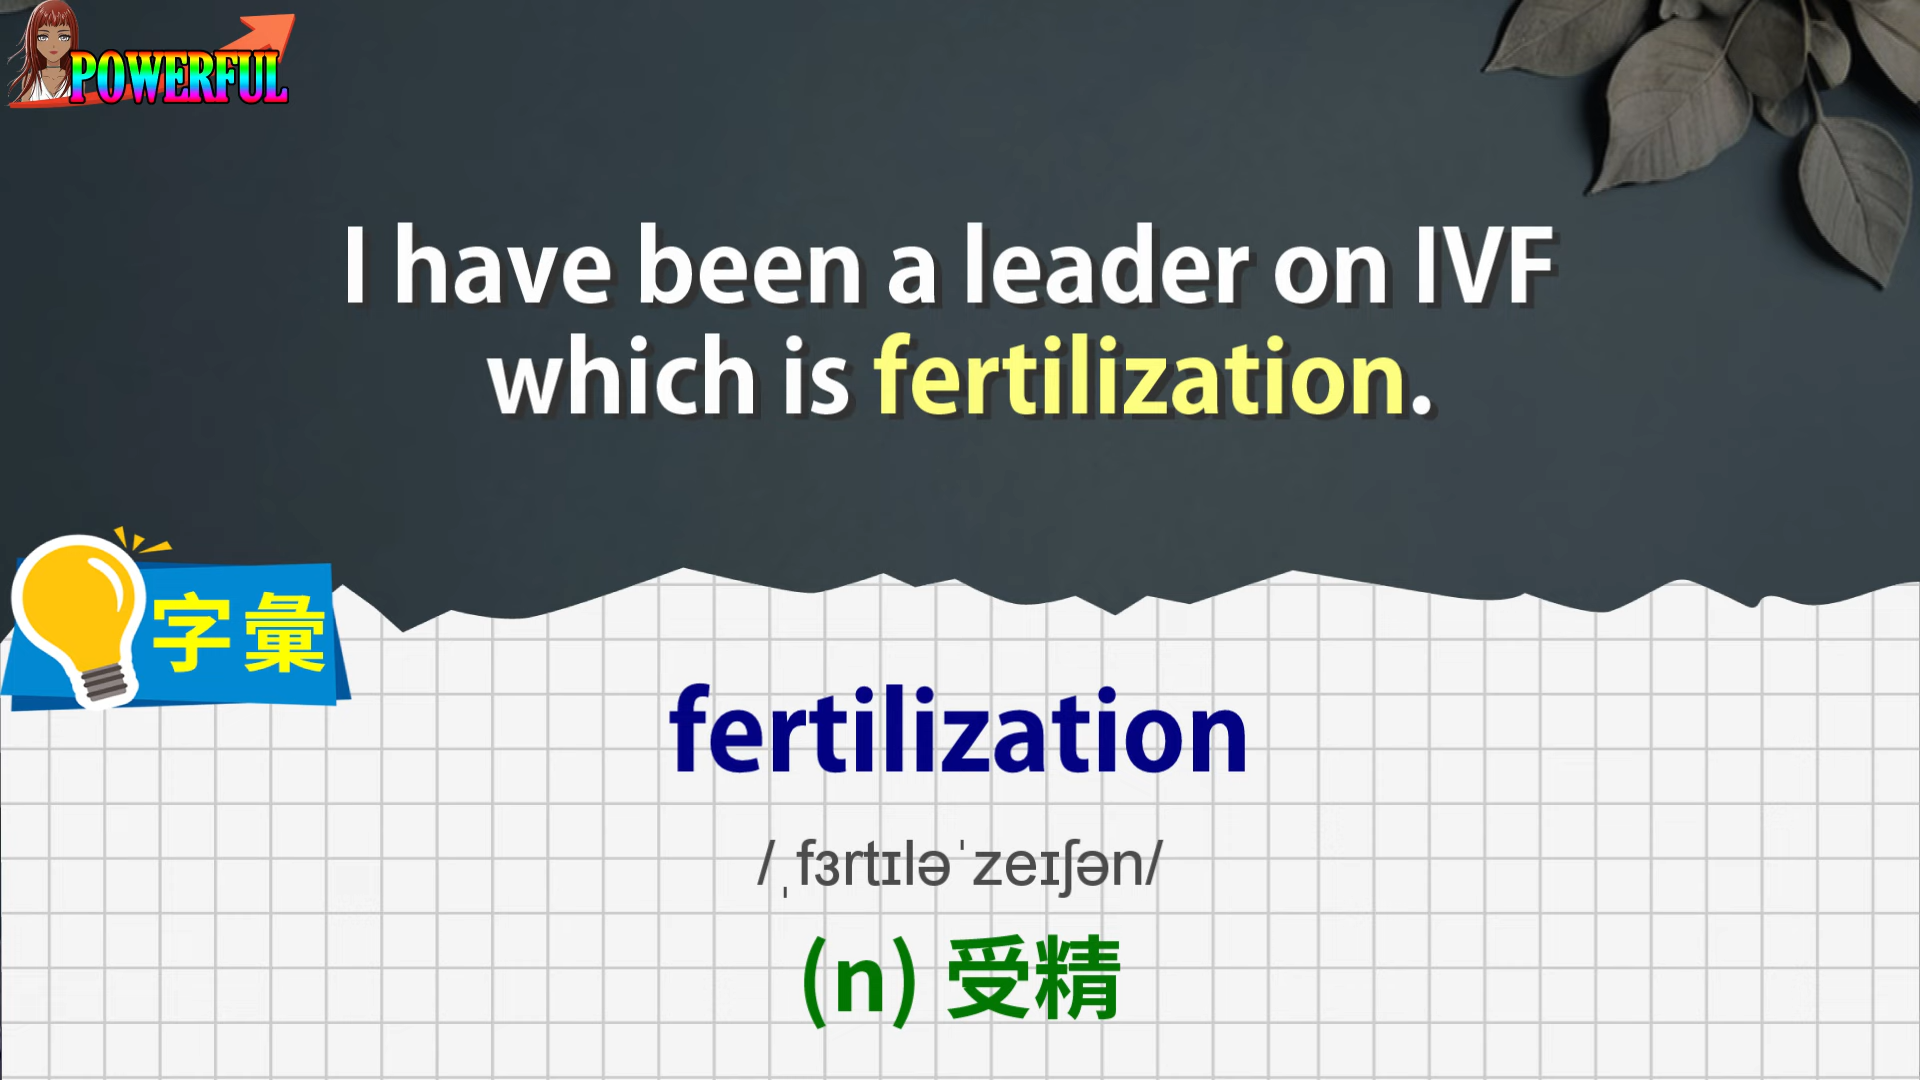 POWERFUL
I have been a leader on IVF
which is fertilization.
字彙
fertilization
/ˌfɜrtɪləˈzeɪʃən/
(n) 受精